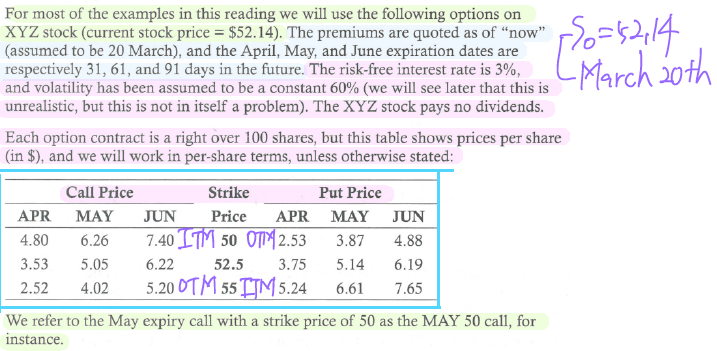 For most of the examples in this reading we will use the following options on
XYZ stock (current stock price = $52.14). The premiums are quoted as of “now”
(assumed to be 20 March), and the April, May, and June expiration dates are
respectively 31, 61, and 91 days in the future. The risk-free interest rate is 3%,
and volatility has been assumed to be a constant 60% (we will see later that this is
unrealistic, but this is not in itself a problem). The XYZ stock pays no dividends.
S₀=52.14
March 20th
Each option contract is a right over 100 shares, but this table shows prices per share
(in $), and we will work in per-share terms, unless otherwise stated:
Call Price Strike Put Price
APR MAY JUN Price APR MAY JUN
4.80 6.26 7.40 ITM 50 OTM 2.53 3.87 4.88
3.53 5.05 6.22 52.5 3.75 5.14 6.19
2.52 4.02 5.20 OTM 55 ITM 5.24 6.61 7.65
We refer to the May expiry call with a strike price of 50 as the MAY 50 call, for
instance.